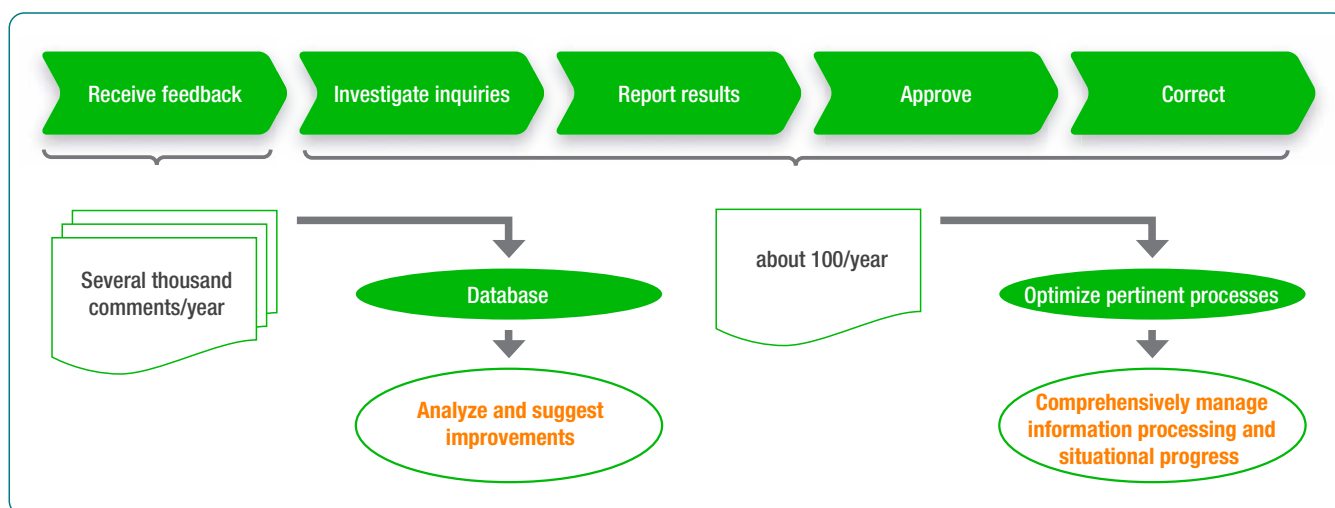 Receive feedback
Investigate inquiries
Report results
Approve
Correct
Several thousand
comments/year
Database
Analyze and suggest
improvements
about 100/year
Optimize pertinent processes
Comprehensively manage
information processing and
situational progress